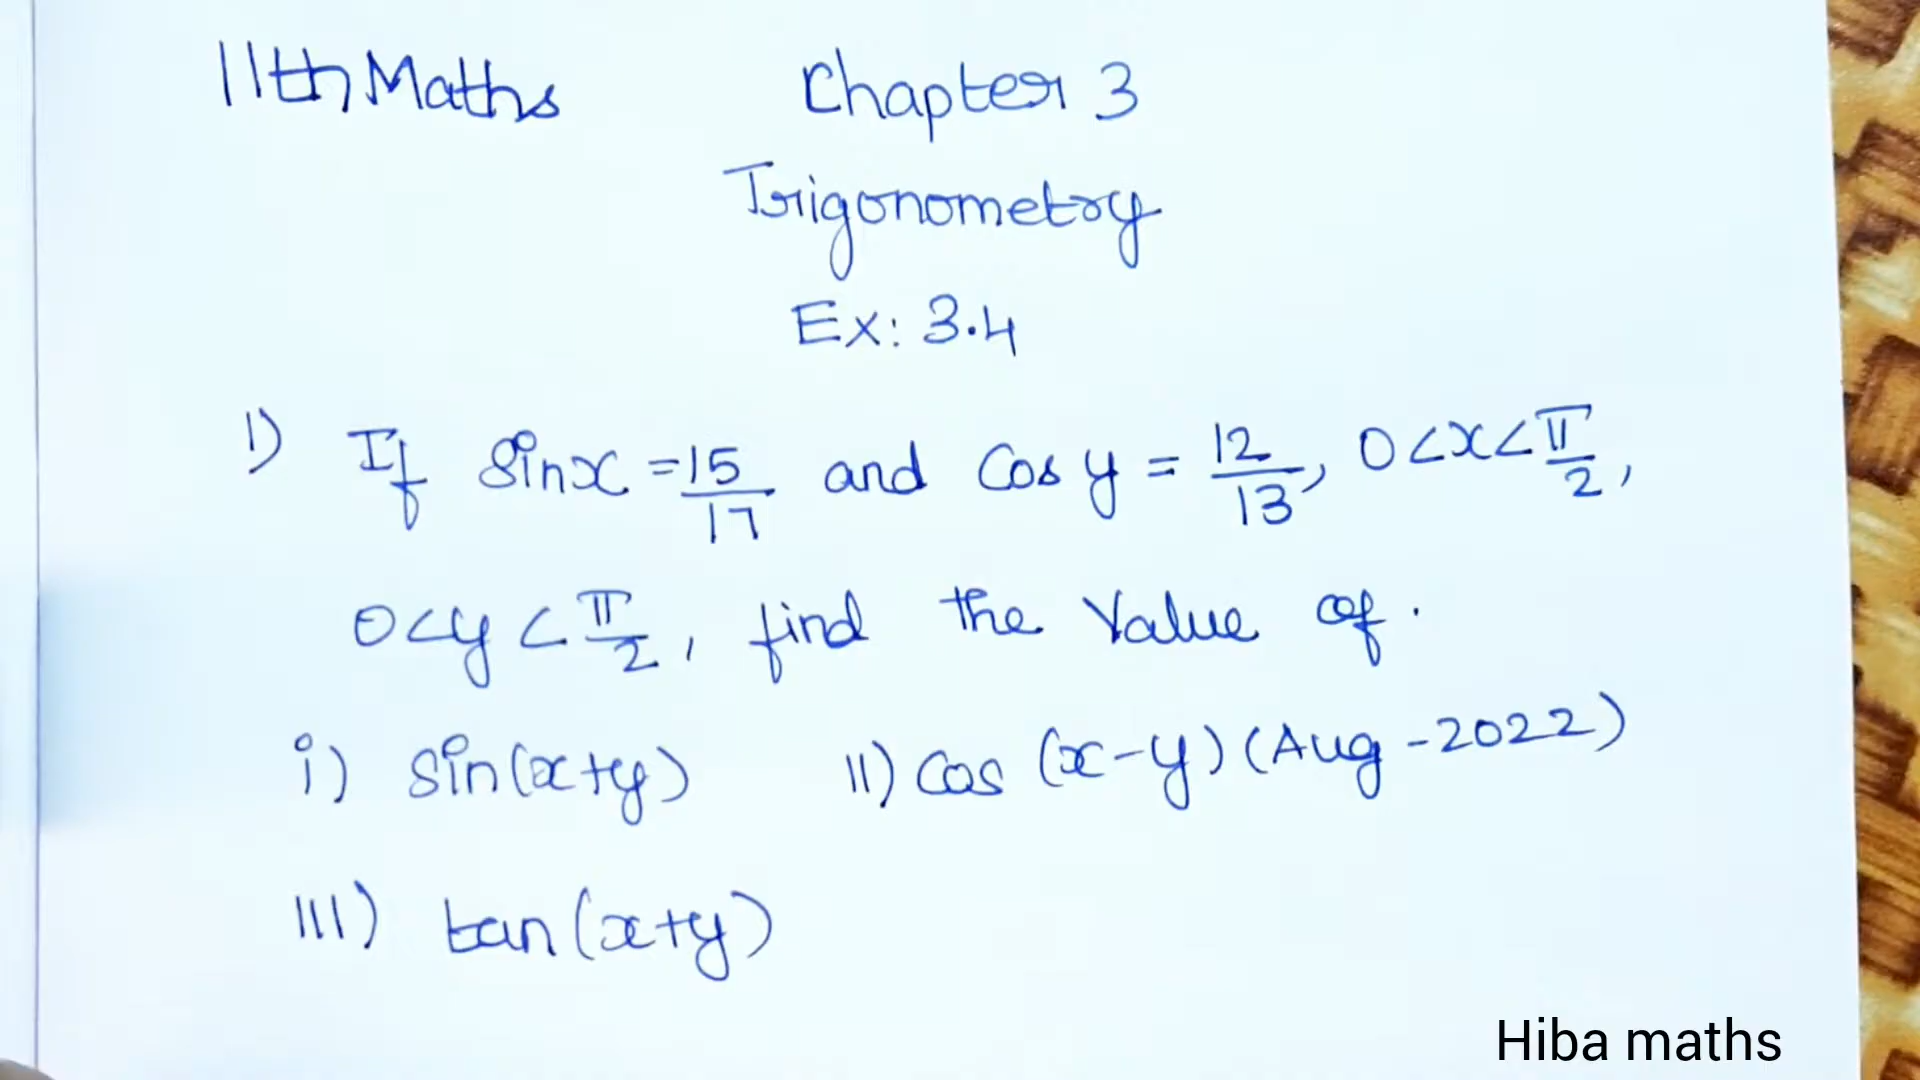 11th Maths Chapter 3
Trigonometry
Ex: 3.4
1) If Sinx = 15/17 and Cos y = 12/13, 0<x<π/2,
0<y<π/2, find the Value of.
i) Sin(x+y) II) Cos (x-y) (Aug-2022)
III) tan(x+y)
Hiba maths